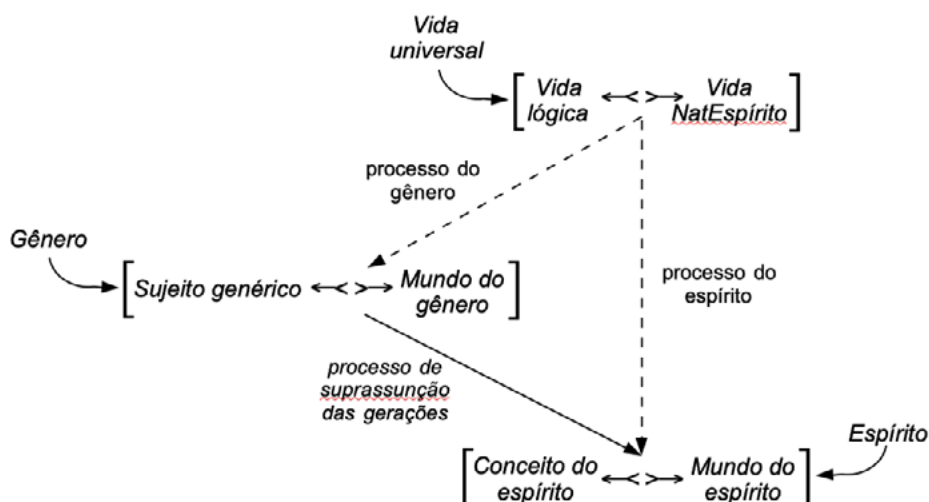 Vida
universal
Vida
lógica
Vida
NatEspírito
processo do
gênero
Gênero
Sujeito genérico
Mundo do
gênero
processo do
espírito
processo de
suprassunção
das gerações
Espírito
Conceito do
espírito
Mundo do
espírito